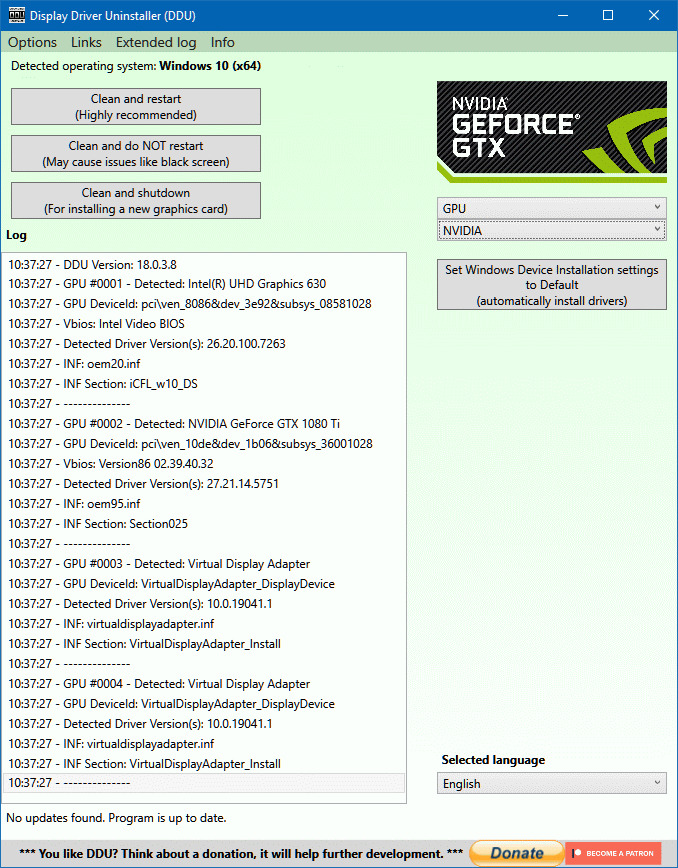 Display Driver Uninstaller (DDU)
Options Links Extended log Info
Detected operating system: Windows 10 (x64)
Clean and restart
(Highly recommended)
Clean and do NOT restart
(May cause issues like black screen)
Clean and shutdown
(For installing a new graphics card)
NVIDIA®
GEFORCE®
GTX
GPU
NVIDIA
Set Windows Device Installation settings
to Default
(automatically install drivers)
Log
10:37:27 - DDU Version: 18.0.3.8
10:37:27 - GPU #0001 - Detected: Intel(R) UHD Graphics 630
10:37:27 - GPU DeviceId: pci\ven_8086&dev_3e92&subsys_08581028
10:37:27 - Vbios: Intel Video BIOS
10:37:27 - Detected Driver Version(s): 26.20.100.7263
10:37:27 - INF: oem20.inf
10:37:27 - INF Section: iCFL_w10_DS
10:37:27 - --------------
10:37:27 - GPU #0002 - Detected: NVIDIA GeForce GTX 1080 Ti
10:37:27 - GPU DeviceId: pci\ven_10de&dev_1b06&subsys_36001028
10:37:27 - Vbios: Version86 02.39.40.32
10:37:27 - Detected Driver Version(s): 27.21.14.5751
10:37:27 - INF: oem95.inf
10:37:27 - INF Section: Section025
10:37:27 - --------------
10:37:27 - GPU #0003 - Detected: Virtual Display Adapter
10:37:27 - GPU DeviceId: VirtualDisplayAdapter_DisplayDevice
10:37:27 - Detected Driver Version(s): 10.0.19041.1
10:37:27 - INF: virtualdisplayadapter.inf
10:37:27 - INF Section: VirtualDisplayAdapter_Install
10:37:27 - --------------
10:37:27 - GPU #0004 - Detected: Virtual Display Adapter
10:37:27 - GPU DeviceId: VirtualDisplayAdapter_DisplayDevice
10:37:27 - Detected Driver Version(s): 10.0.19041.1
10:37:27 - INF: virtualdisplayadapter.inf
10:37:27 - INF Section: VirtualDisplayAdapter_Install
10:37:27 - --------------
Selected language
English
No updates found. Program is up to date.
*** You like DDU? Think about a donation, it will help further development. *** Donate BECOME A PATRON